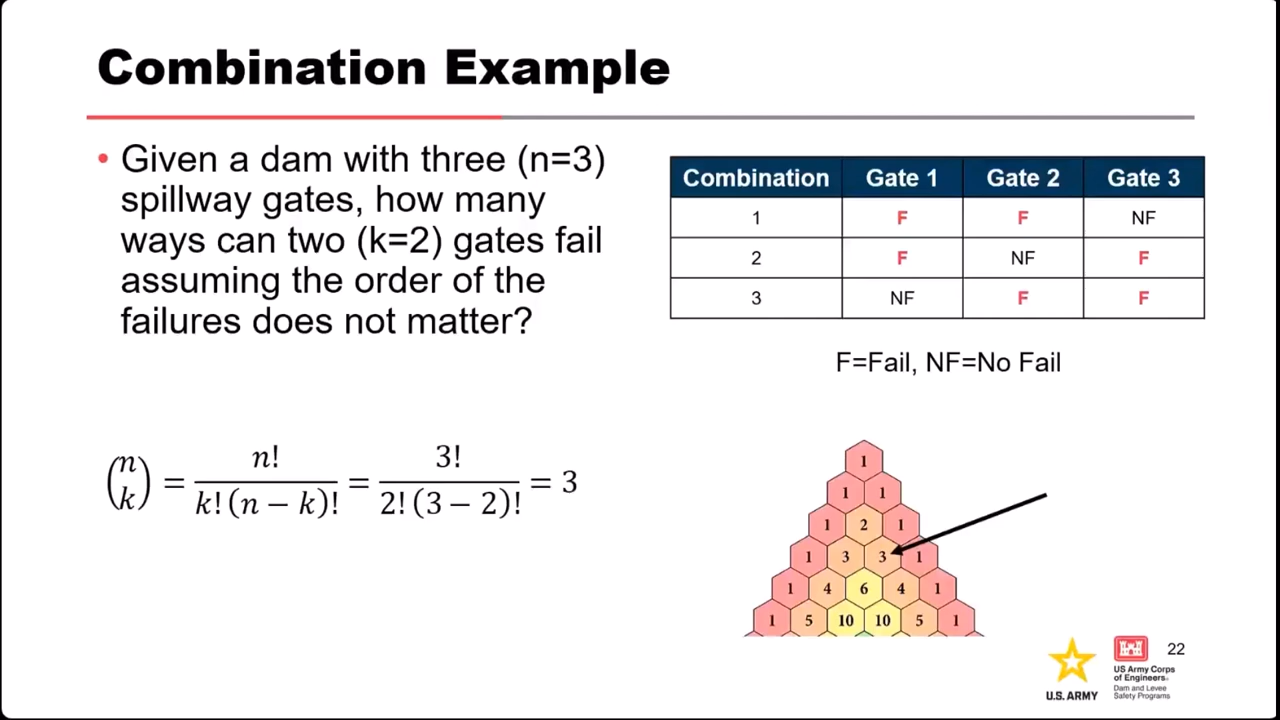 Combination Example
• Given a dam with three (n=3)
spillway gates, how many
ways can two (k=2) gates fail
assuming the order of the
failures does not matter?
Combination Gate 1 Gate 2 Gate 3
1 F F NF
2 F NF F
3 NF F F
F=Fail, NF=No Fail
(n k) = n! / k! (n − k)! = 3! / 2! (3 − 2)! = 3
1
1 1
1 2 1
1 3 3 1
1 4 6 4 1
1 5 10 10 5 1
U.S. ARMY
US Army Corps
of Engineers®
Dam and Levee
Safety Programs
22